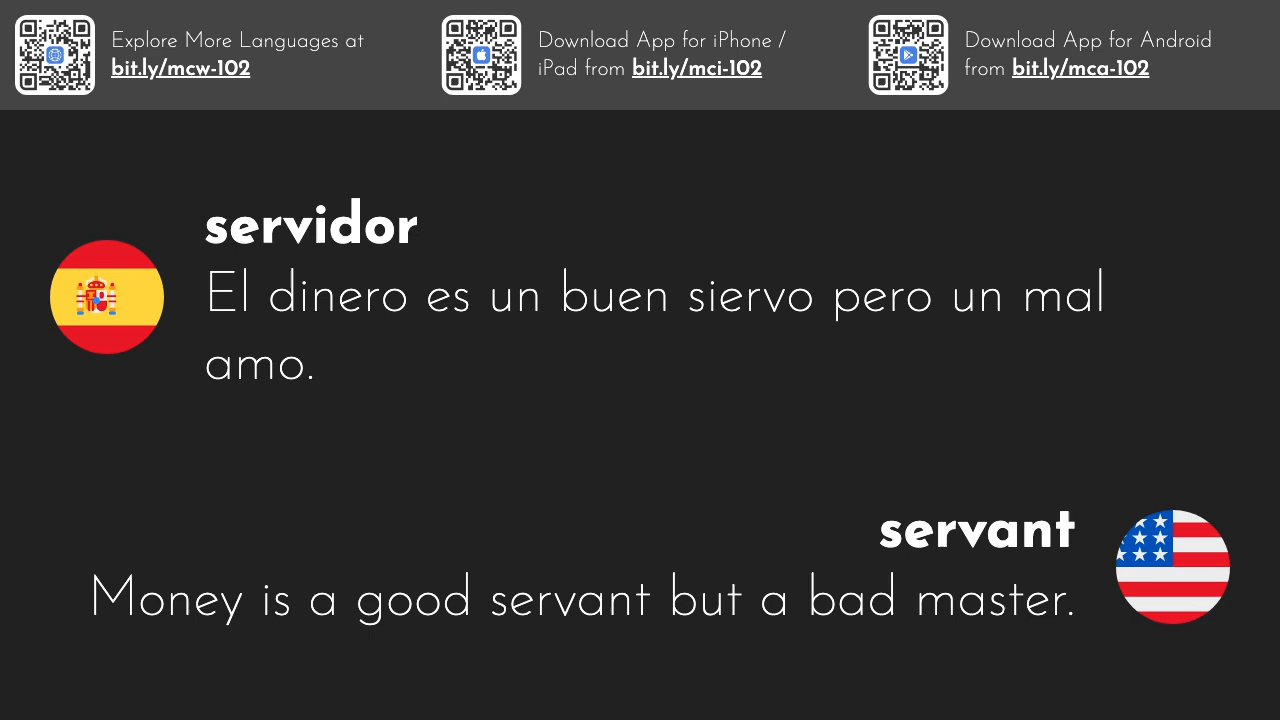 Explore More Languages at
bit.ly/mcw-102
Download App for iPhone /
iPad from bit.ly/mci-102
Download App for Android
from bit.ly/mca-102
servidor
El dinero es un buen siervo pero un mal
amo.
servant
Money is a good servant but a bad master.